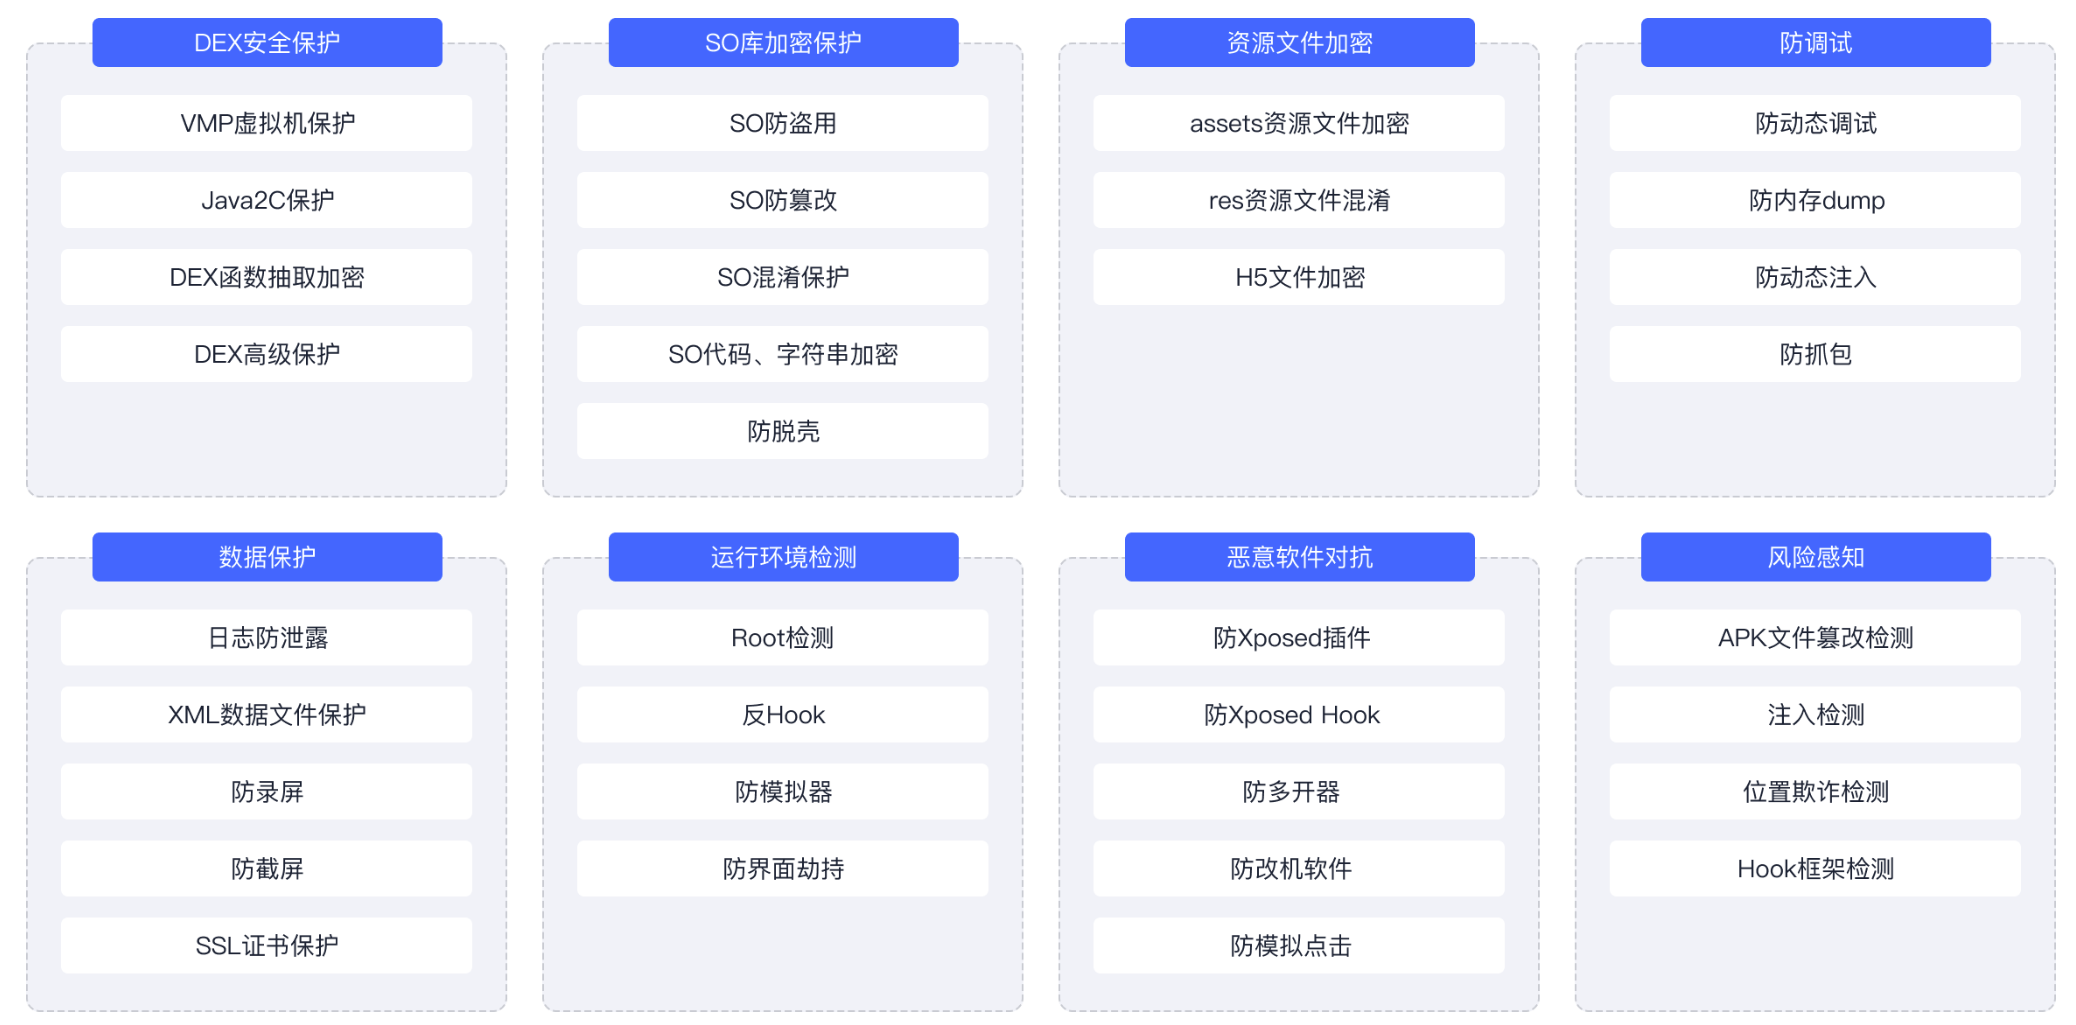 DEX安全保护
VMP虚拟机保护
Java2C保护
DEX函数抽取加密
DEX高级保护
SO库加密保护
SO防盗用
SO防篡改
SO混淆保护
SO代码、字符串加密
防脱壳
资源文件加密
assets资源文件加密
res资源文件混淆
H5文件加密
防调试
防动态调试
防内存dump
防动态注入
防抓包
数据保护
日志防泄露
XML数据文件保护
防录屏
防截屏
SSL证书保护
运行环境检测
Root检测
反Hook
防模拟器
防界面劫持
恶意软件对抗
防Xposed插件
防Xposed Hook
防多开器
防改机软件
防模拟点击
风险感知
APK文件篡改检测
注入检测
位置欺诈检测
Hook框架检测